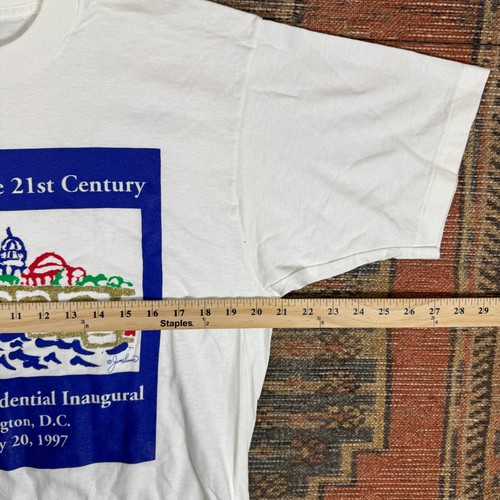 e 21st Century
11 12 13 14 15 16 17 18 19 20 21 22 23 24 25 26 27 28 29
Staples.
dential Inaugural
gton, D.C.
y 20, 1997